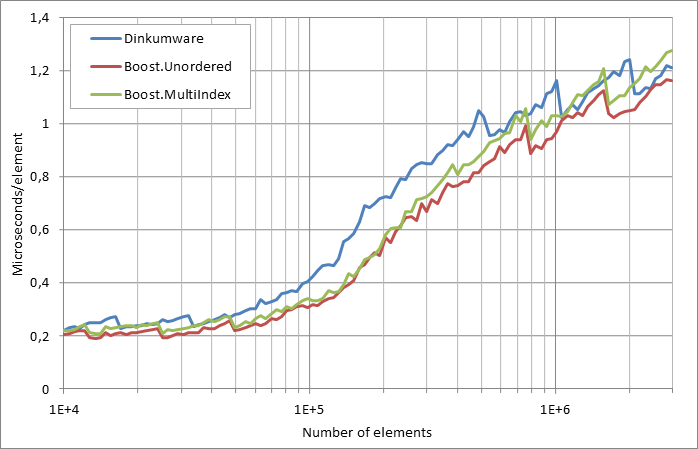 1,4
1,2
1
0,8
0,6
0,4
0,2
0
Microseconds/element
Dinkumware
Boost.Unordered
Boost.MultiIndex
1E+4 1E+5 1E+6
Number of elements